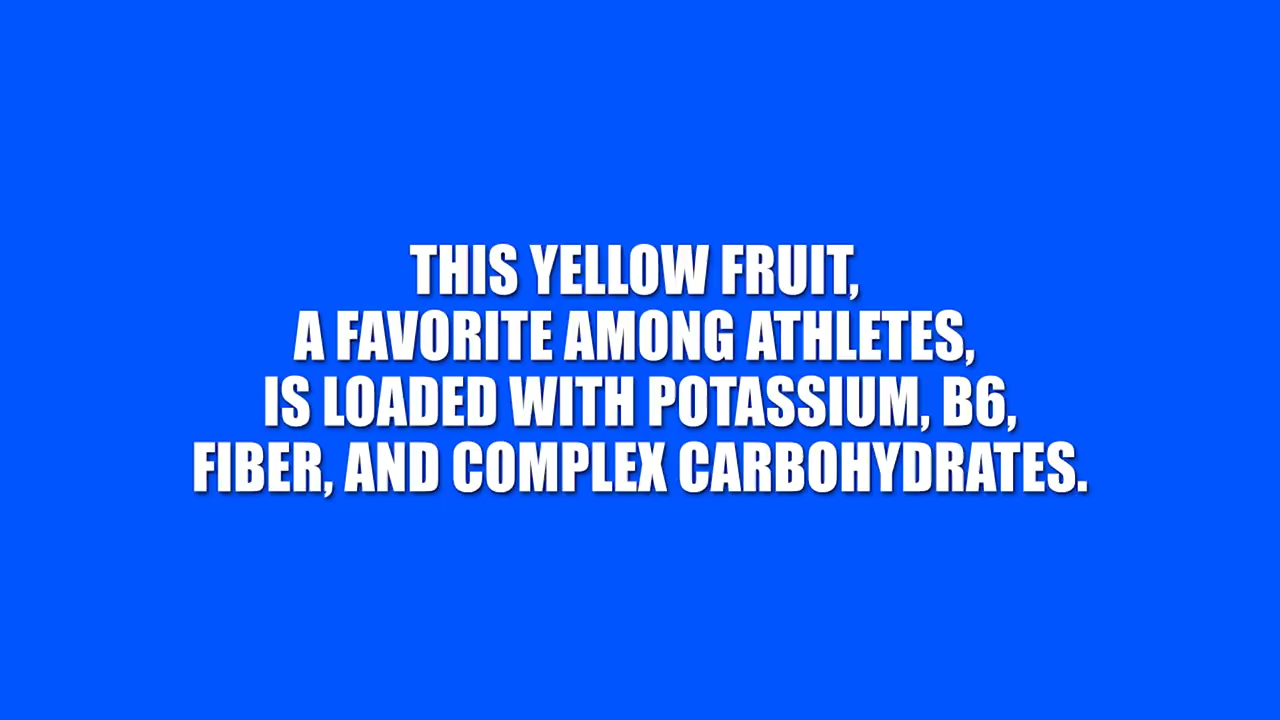 THIS YELLOW FRUIT,
A FAVORITE AMONG ATHLETES,
IS LOADED WITH POTASSIUM, B6,
FIBER, AND COMPLEX CARBOHYDRATES.